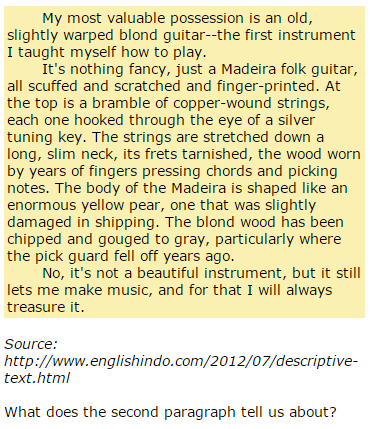 My most valuable possession is an old,
slightly warped blond guitar--the first instrument
I taught myself how to play.
It's nothing fancy, just a Madeira folk guitar,
all scuffed and scratched and finger-printed. At
the top is a bramble of copper-wound strings,
each one hooked through the eye of a silver
tuning key. The strings are stretched down a
long, slim neck, its frets tarnished, the wood worn
by years of fingers pressing chords and picking
notes. The body of the Madeira is shaped like an
enormous yellow pear, one that was slightly
damaged in shipping. The blond wood has been
chipped and gouged to gray, particularly where
the pick guard fell off years ago.
No, it's not a beautiful instrument, but it still
lets me make music, and for that I will always
treasure it.
Source:
http://www.englishindo.com/2012/07/descriptive-
text.html
What does the second paragraph tell us about?